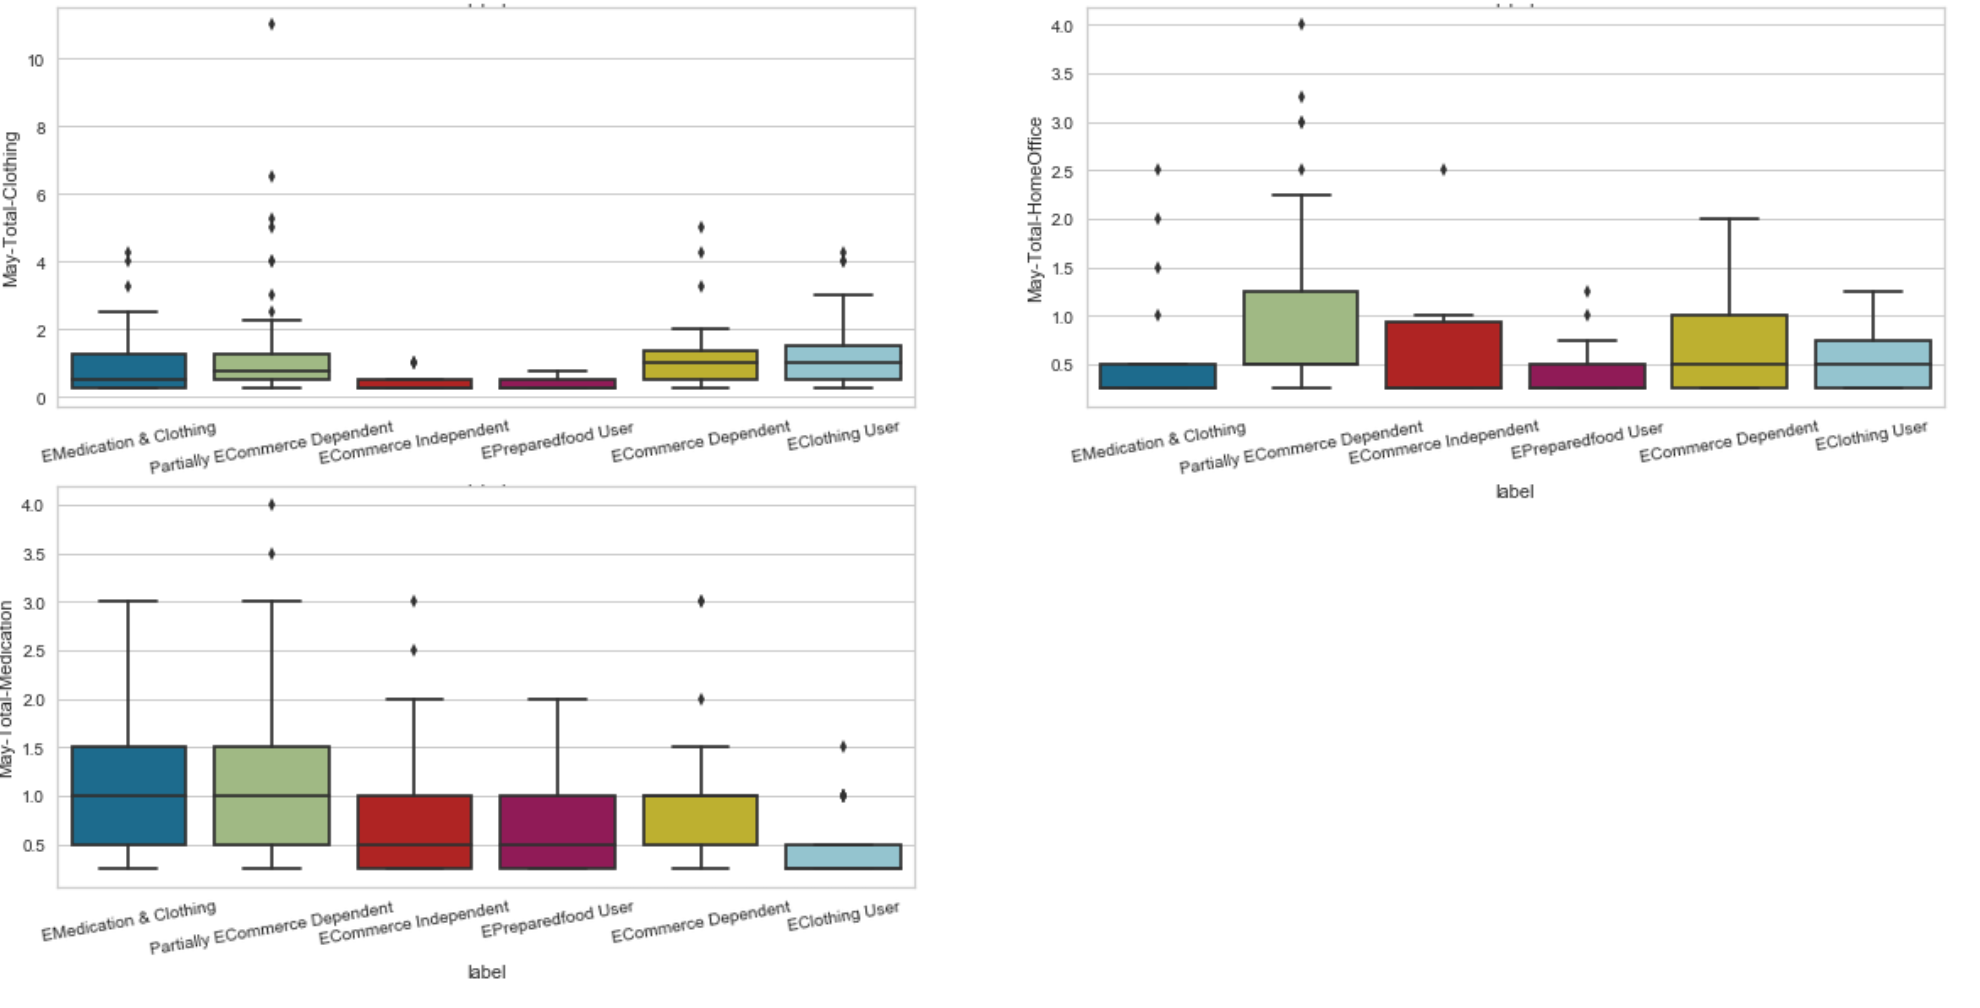 10
8
6
4
2
0
May-Total-Clothing
EMedication & Clothing
Partially ECommerce Dependent
ECommerce Independent
EPreparedfood User
ECommerce Dependent
EClothing User
4.0
3.5
3.0
2.5
2.0
1.5
1.0
0.5
May-Total-HomeOffice
EMedication & Clothing
Partially ECommerce Dependent
ECommerce Independent
EPreparedfood User
ECommerce Dependent
EClothing User
label
4.0
3.5
3.0
2.5
2.0
1.5
1.0
0.5
May-Total-Medication
EMedication & Clothing
Partially ECommerce Dependent
ECommerce Independent
EPreparedfood User
ECommerce Dependent
EClothing User
label